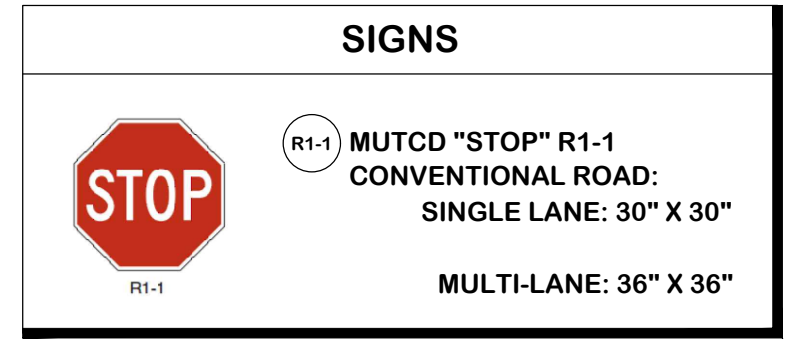 SIGNS
STOP
R1-1
R1-1
MUTCD "STOP" R1-1
CONVENTIONAL ROAD:
SINGLE LANE: 30" X 30"
MULTI-LANE: 36" X 36"